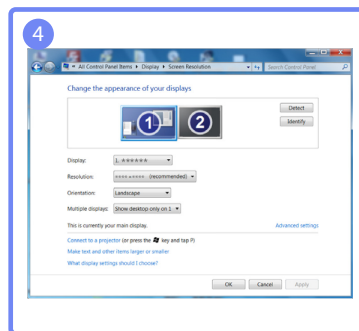 4
« All Control Panel Items ▸ Display ▸ Screen Resolution
Search Control Panel
Change the appearance of your displays
1 2
Detect
Identify
Display: 1. ******
Resolution: **** × **** (recommended)
Orientation: Landscape
Multiple displays: Show desktop only on 1
This is currently your main display.
Advanced settings
Connect to a projector (or press the key and tap P)
Make text and other items larger or smaller
What display settings should I choose?
OK Cancel Apply